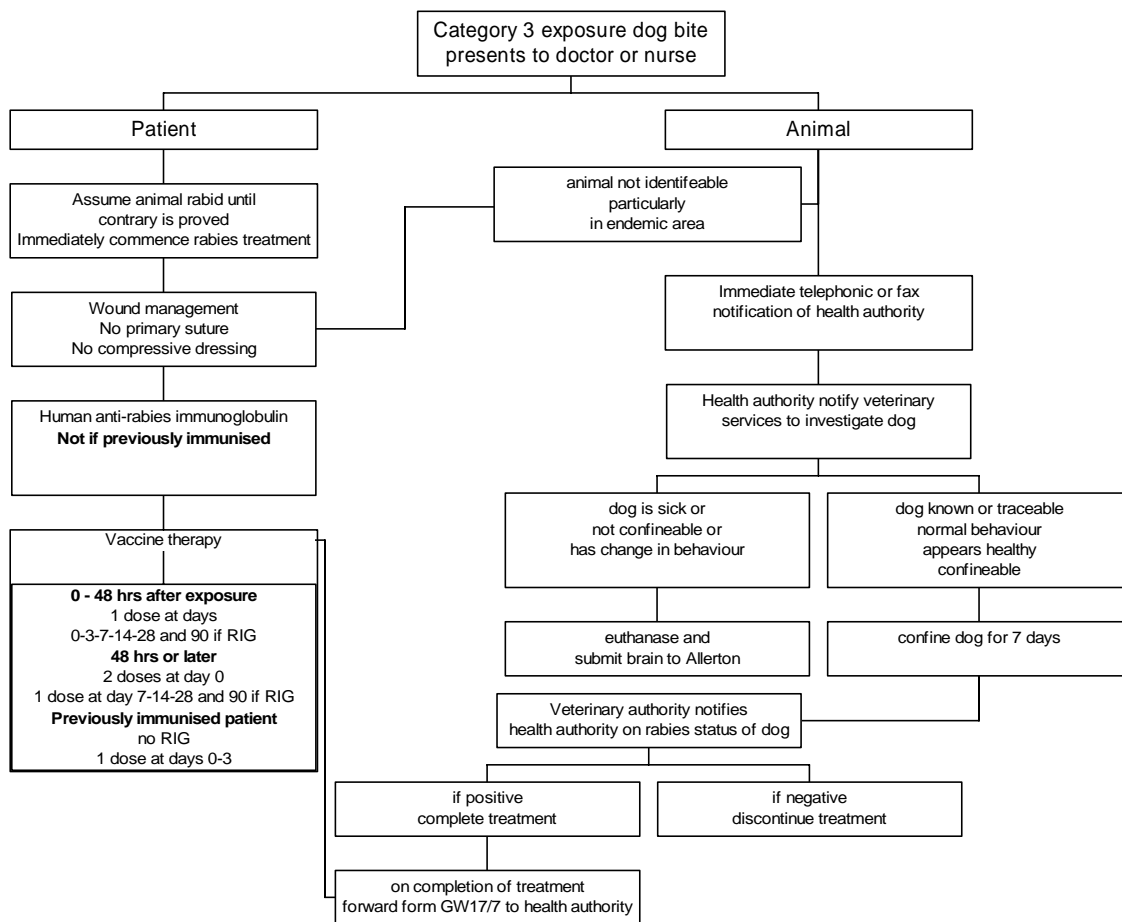 Category 3 exposure dog bite
presents to doctor or nurse
Patient
Animal
Assume animal rabid until
contrary is proved
Immediately commence rabies treatment
animal not identifeable
particularly
in endemic area
Wound management
No primary suture
No compressive dressing
Immediate telephonic or fax
notification of health authority
Human anti-rabies immunoglobulin
Not if previously immunised
Health authority notify veterinary
services to investigate dog
Vaccine therapy
0 - 48 hrs after exposure
1 dose at days
0-3-7-14-28 and 90 if RIG
48 hrs or later
2 doses at day 0
1 dose at day 7-14-28 and 90 if RIG
Previously immunised patient
no RIG
1 dose at days 0-3
dog is sick or
not confineable or
has change in behaviour
dog known or traceable
normal behaviour
appears healthy
confineable
euthanase and
submit brain to Allerton
confine dog for 7 days
Veterinary authority notifies
health authority on rabies status of dog
if positive
complete treatment
if negative
discontinue treatment
on completion of treatment
forward form GW17/7 to health authority